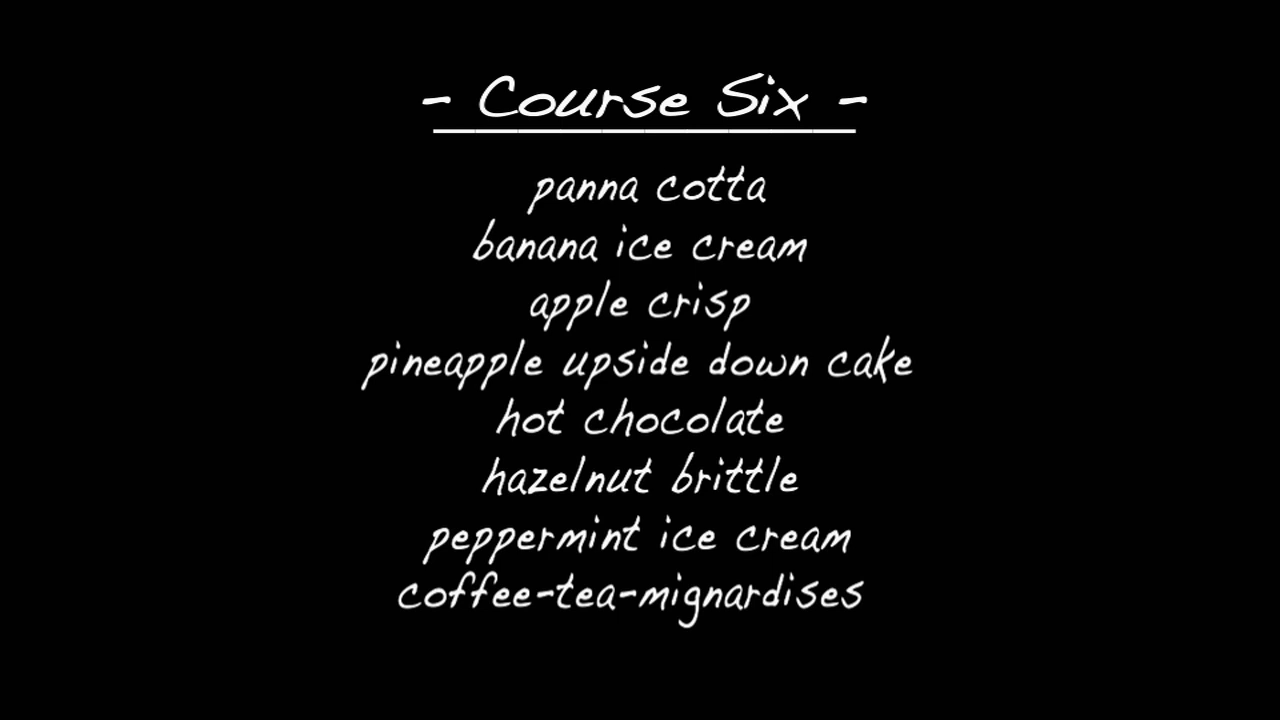 - Course Six -
panna cotta
banana ice cream
apple crisp
pineapple upside down cake
hot chocolate
hazelnut brittle
peppermint ice cream
coffee-tea-mignardises